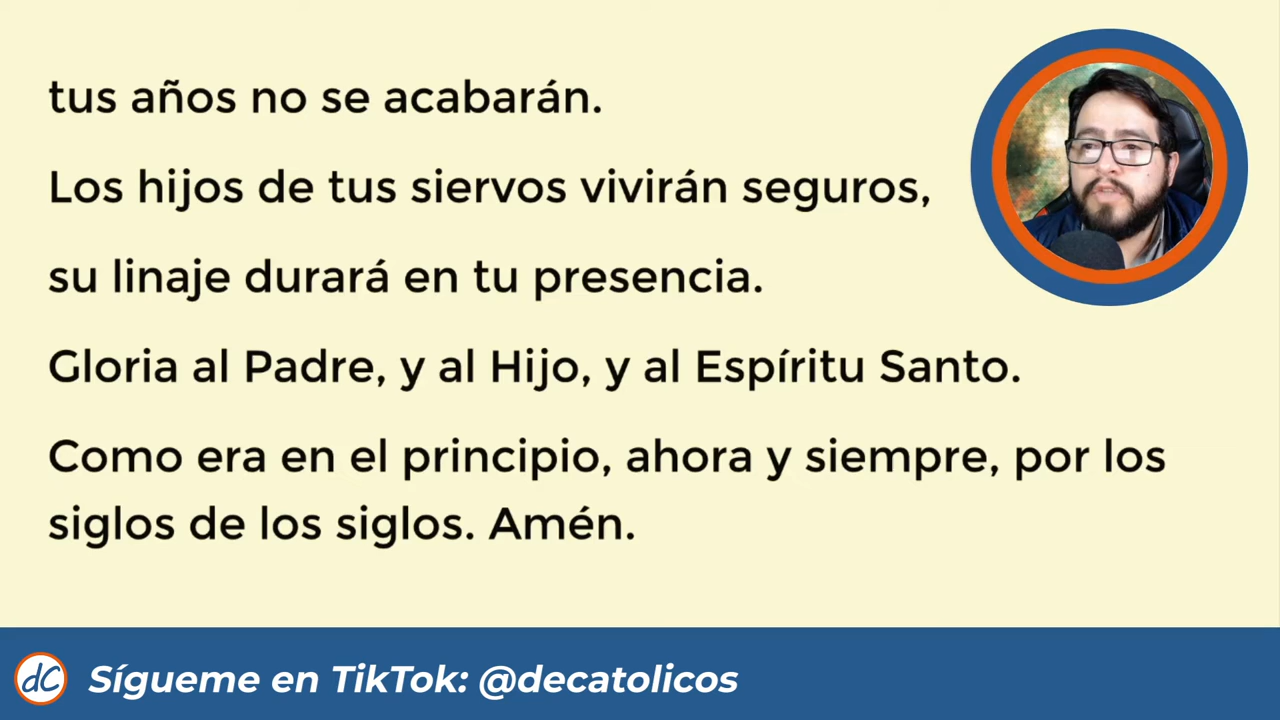 tus años no se acabarán.
Los hijos de tus siervos vivirán seguros,
su linaje durará en tu presencia.
Gloria al Padre, y al Hijo, y al Espíritu Santo.
Como era en el principio, ahora y siempre, por los
siglos de los siglos. Amén.
dC Sígueme en TikTok: @decatolicos